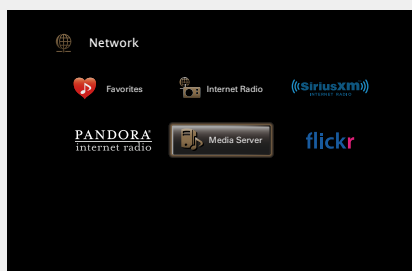 Network
Favorites
Internet Radio
((SiriusXM))
INTERNET RADIO
PANDORA
internet radio
Media Server
flickr